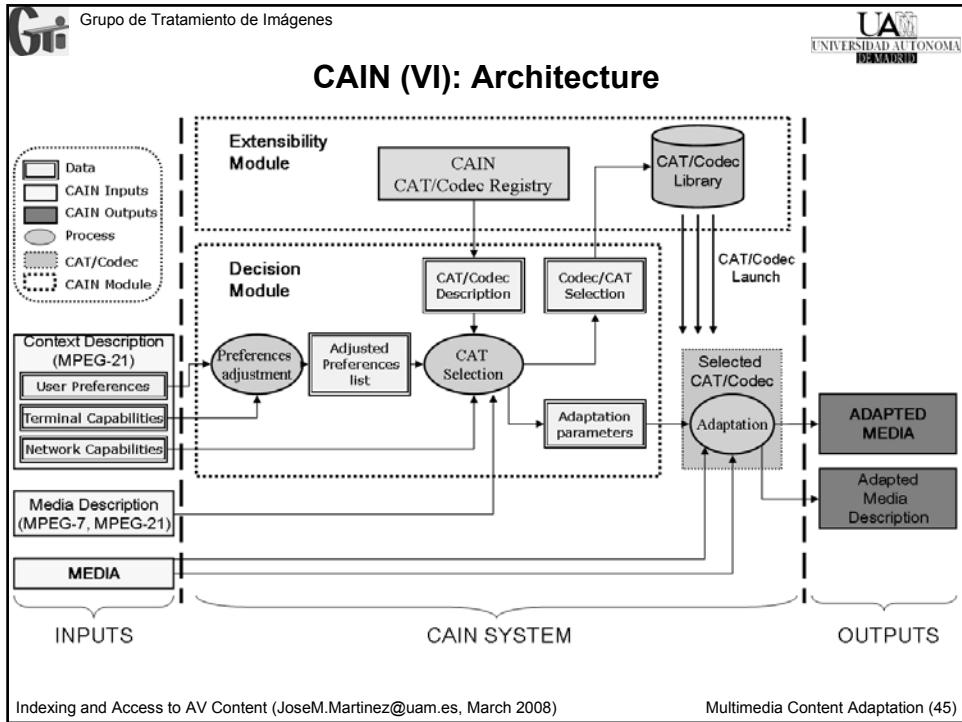 Grupo de Tratamiento de Imágenes
GTi
UAM
UNIVERSIDAD AUTONOMA
DE MADRID
CAIN (VI): Architecture
Data
CAIN Inputs
CAIN Outputs
Process
CAT/Codec
CAIN Module
Extensibility
Module
CAIN
CAT/Codec Registry
CAT/Codec
Library
CAT/Codec
Launch
Decision
Module
CAT/Codec
Description
Codec/CAT
Selection
Context Description
(MPEG-21)
User Preferences
Terminal Capabilities
Network Capabilities
Preferences
adjustment
Adjusted
Preferences
list
CAT
Selection
Adaptation
parameters
Selected
CAT/Codec
Adaptation
ADAPTED
MEDIA
Adapted
Media
Description
Media Description
(MPEG-7, MPEG-21)
MEDIA
INPUTS
CAIN SYSTEM
OUTPUTS
Indexing and Access to AV Content (JoseM.Martinez@uam.es, March 2008)
Multimedia Content Adaptation (45)